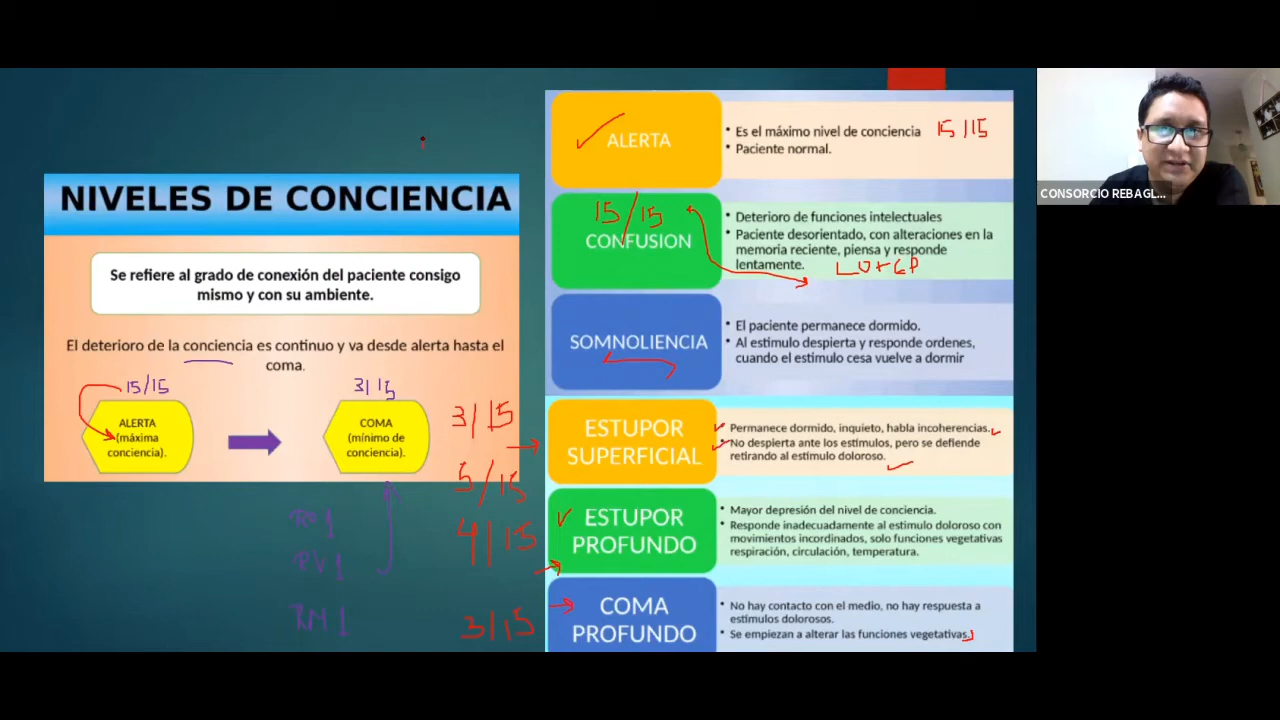 NIVELES DE CONCIENCIA
Se refiere al grado de conexión del paciente consigo
mismo y con su ambiente.
El deterioro de la conciencia es continuo y va desde alerta hasta el
coma.
15/15
3/15
ALERTA
(máxima
conciencia).
COMA
(mínimo de
conciencia).
RV 1
RM 1
3/15
5/15
4/15
3/15
ALERTA
• Es el máximo nivel de conciencia 15/15
• Paciente normal.
15/15
CONFUSION
• Deterioro de funciones intelectuales
• Paciente desorientado, con alteraciones en la
memoria reciente, piensa y responde
lentamente.
SOMNOLIENCIA
• El paciente permanece dormido.
• Al estímulo despierta y responde ordenes,
cuando el estimulo cesa vuelve a dormir
ESTUPOR
SUPERFICIAL
• Permanece dormido, inquieto, habla incoherencias.
• No despierta ante los estímulos, pero se defiende
retirando al estímulo doloroso.
ESTUPOR
PROFUNDO
• Mayor depresión del nivel de conciencia.
• Responde inadecuadamente al estimulo doloroso con
movimientos incordinados, solo funciones vegetativas
respiración, circulación, temperatura.
COMA
PROFUNDO
• No hay contacto con el medio, no hay respuesta a
estímulos dolorosos.
• Se empiezan a alterar las funciones vegetativas.
CONSORCIO REBAGL...